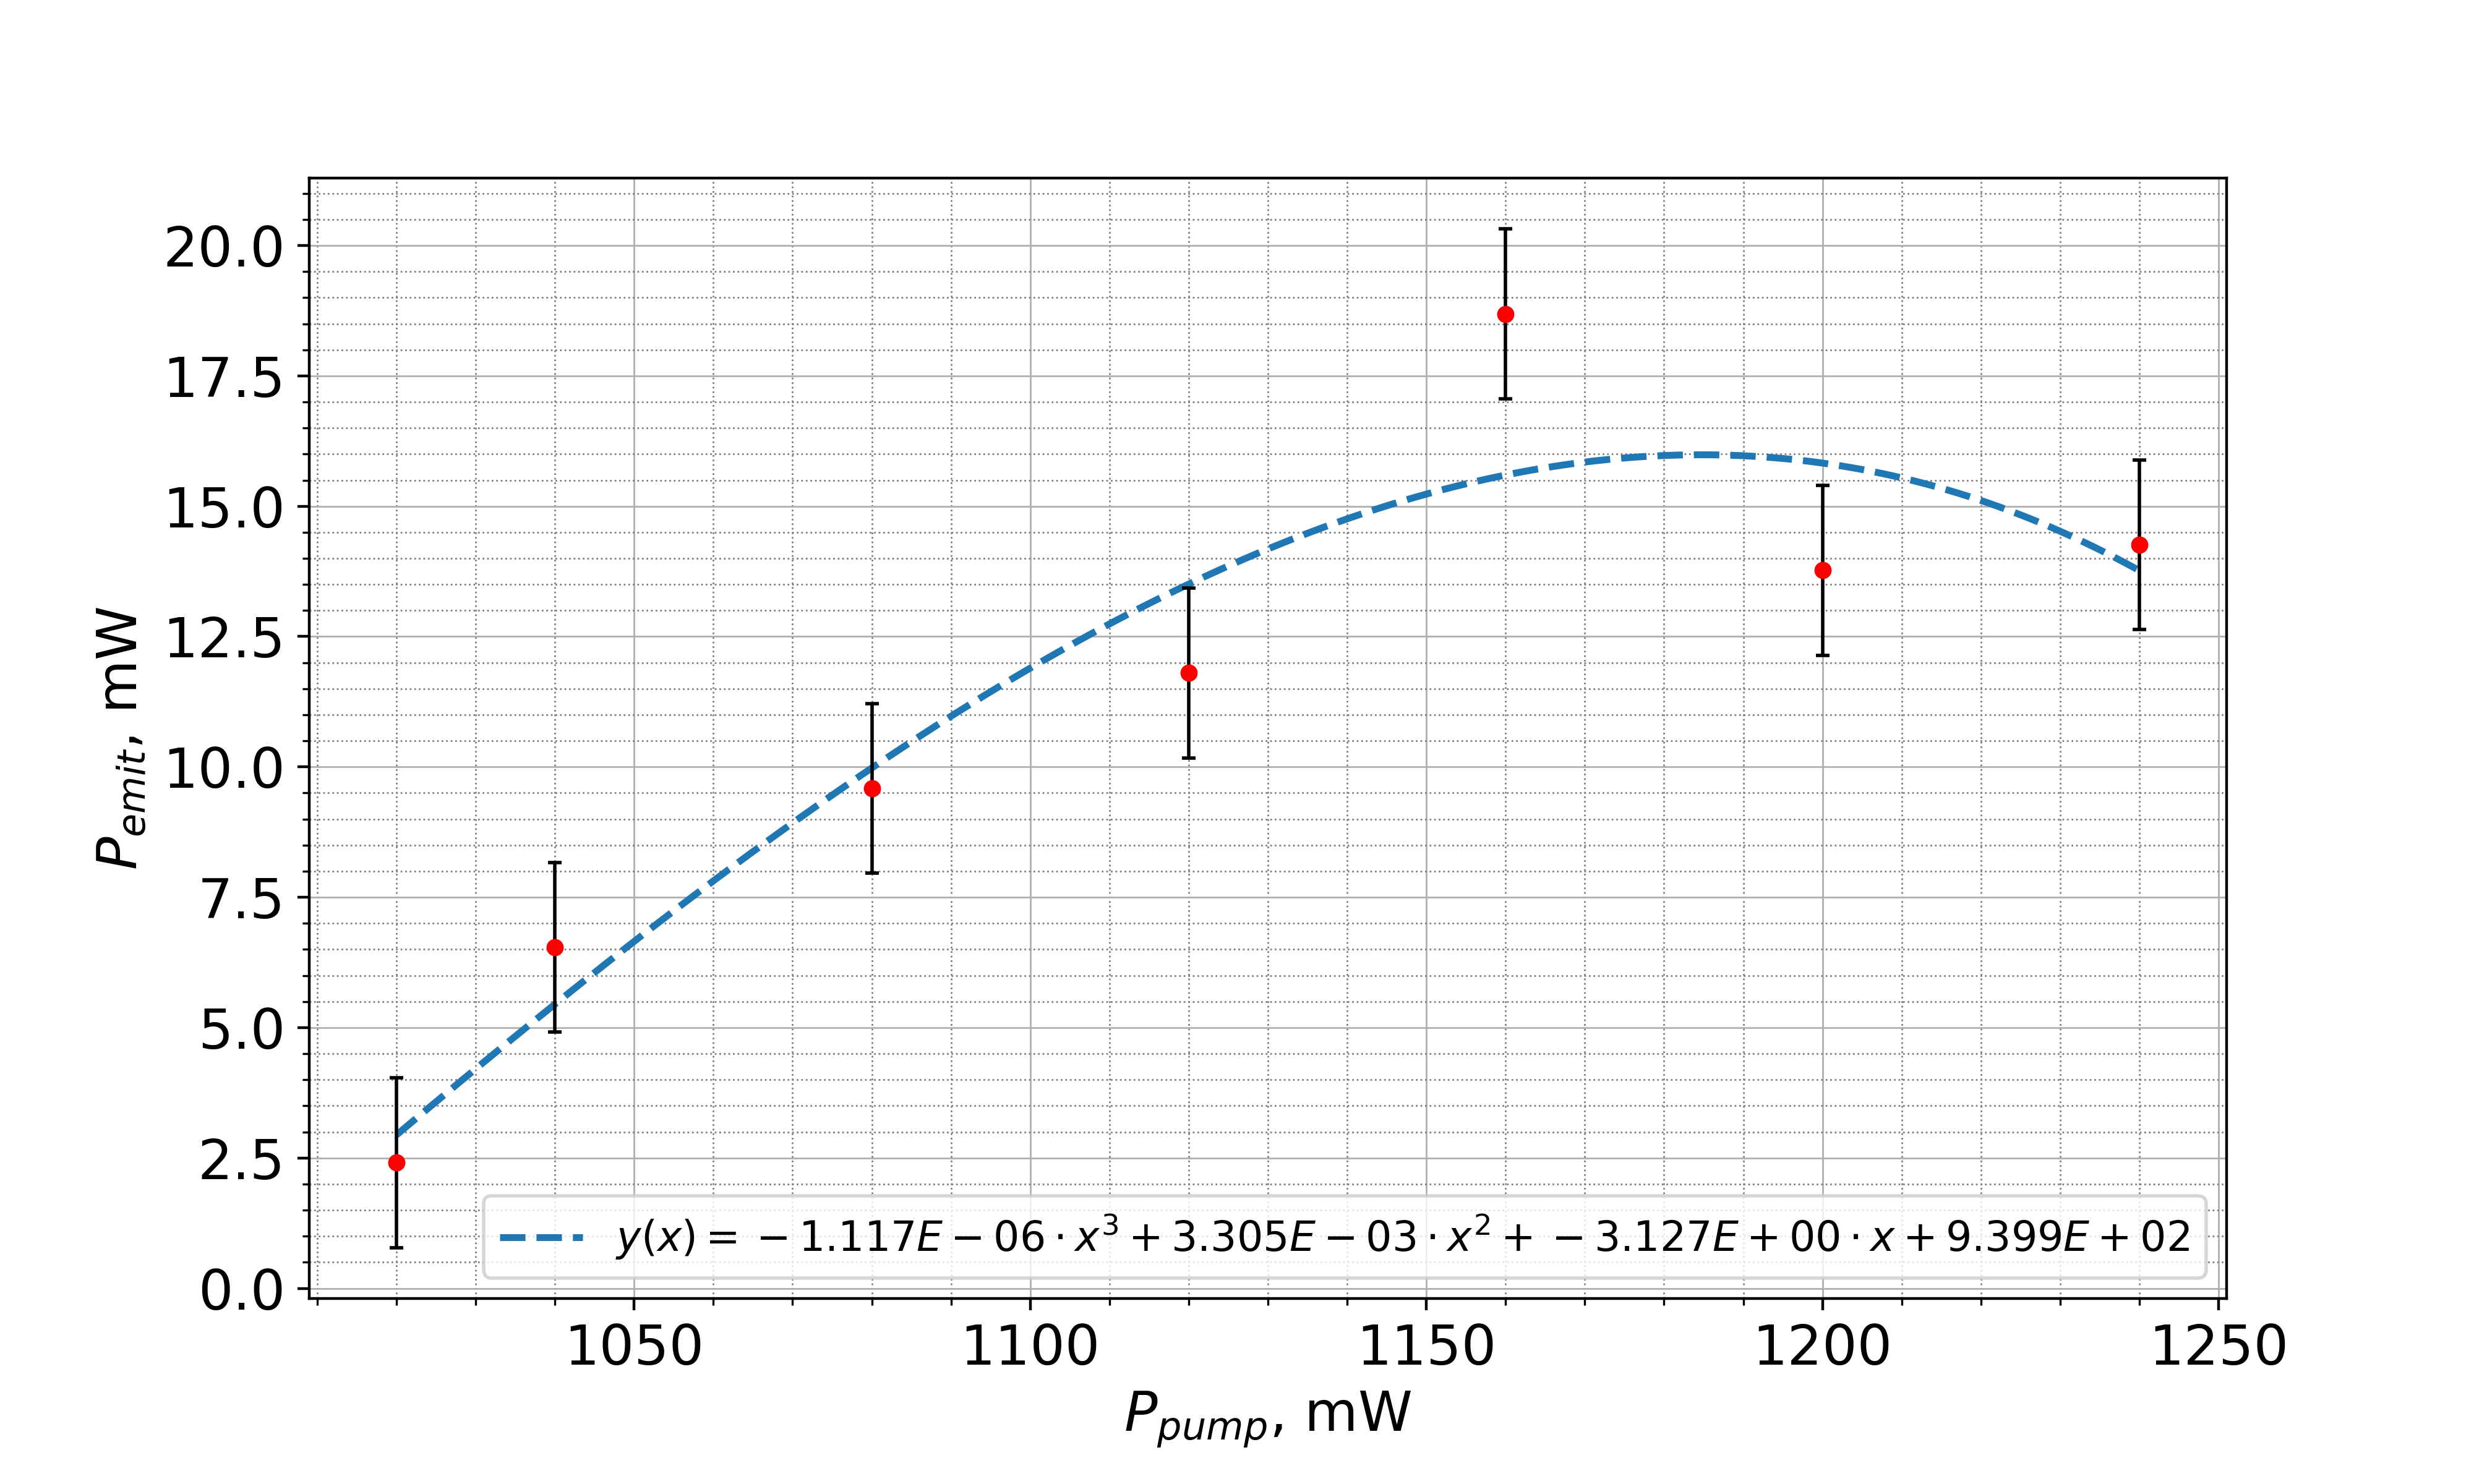 20.0
17.5
15.0
12.5
10.0
7.5
5.0
2.5
0.0
P_emit, mW
y(x) = −1.117E−06·x³+3.305E−03·x²+−3.127E+00·x+9.399E+02
1050 1100 1150 1200 1250
P_pump, mW